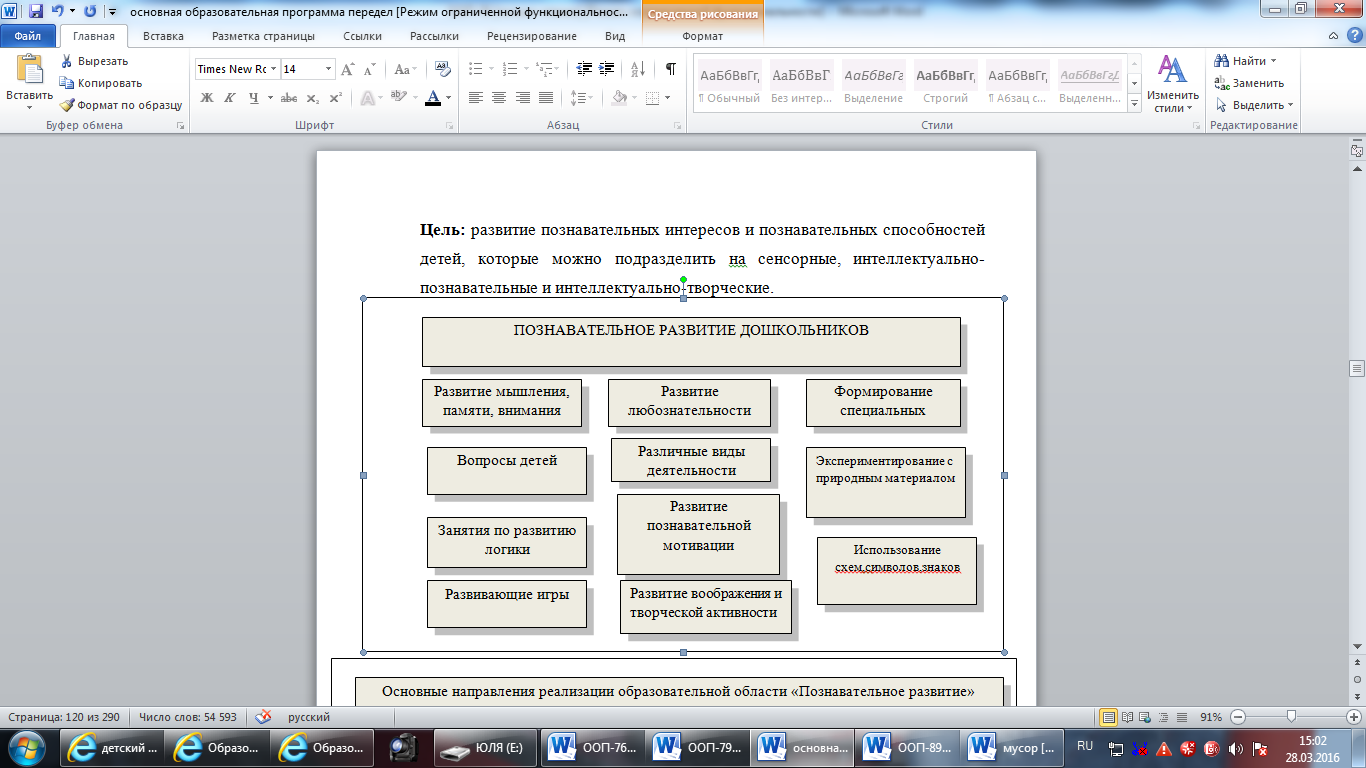 основная образовательная программа передел [Режим ограниченной функциональнос...
Средства рисования
Файл
Главная
Вставка
Разметка страницы
Ссылки
Рассылки
Рецензирование
Вид
Формат
Вставить
Вырезать
Копировать
Формат по образцу
Буфер обмена
Times New Ro
14
Шрифт
Абзац
АаБбВвГг,
АаБбВвГ
АаБбВвГг
АаБбВвГг,
АаБбВвГг,
АаБбВвГгД
¶ Обычный
Без интер...
Выделение
Строгий
¶ Абзац с...
Выделенн...
Стили
Изменить
стили
Найти
Заменить
Выделить
Редактирование
Цель: развитие познавательных интересов и познавательных способностей
детей, которые можно подразделить на сенсорные, интеллектуально-
познавательные и интеллектуально-творческие.
ПОЗНАВАТЕЛЬНОЕ РАЗВИТИЕ ДОШКОЛЬНИКОВ
Развитие мышления,
памяти, внимания
Развитие
любознательности
Формирование
специальных
Вопросы детей
Различные виды
деятельности
Экспериментирование с
природным материалом
Занятия по развитию
логики
Развитие
познавательной
мотивации
Использование
схем,символов,знаков
Развивающие игры
Развитие воображения и
творческой активности
Основные направления реализации образовательной области «Познавательное развитие»
Страница: 120 из 290
Число слов: 54 593
русский
91%
детский ...
Образо...
Образо...
ЮЛЯ (E:)
ООП-76...
ООП-79...
основна...
ООП-89...
мусор [...
RU
15:02
28.03.2016